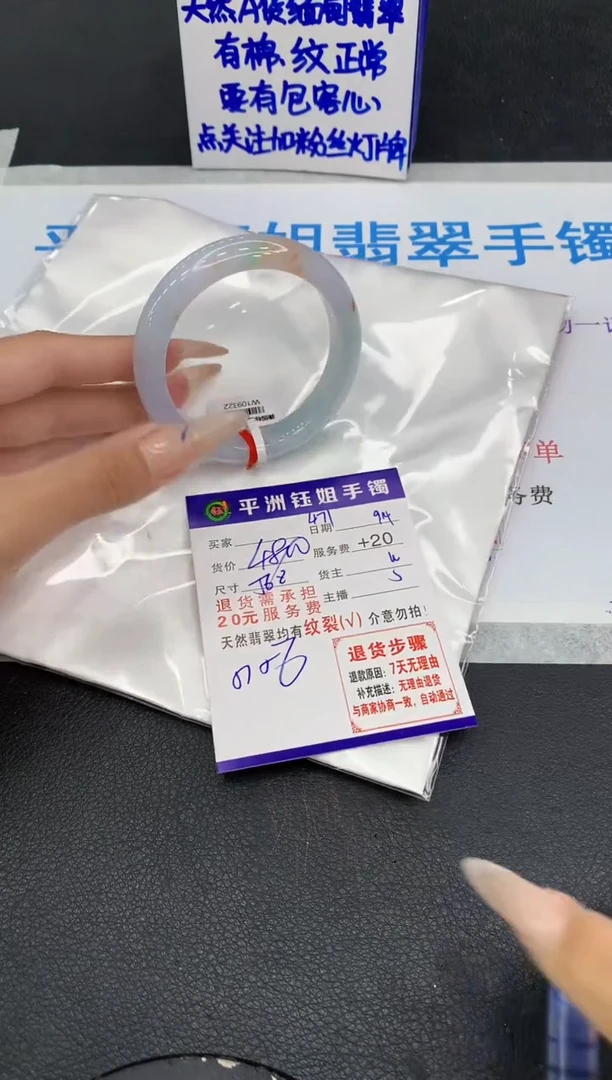 天然A货缅甸翡翠
有棉、纹正常
要有包容心
点关注加粉丝灯牌
平
姐翡翠手镯
单
务费
W109322
平洲钰姐手镯
买家
日期
货价 4800 服务费 +20
尺寸 货主
退货需承担 主播
20元服务费
天然翡翠均有纹裂(√) 介意勿拍!
退货步骤
退款原因: 7天无理由
补充描述: 无理由退货
与商家协商一致，自动通过